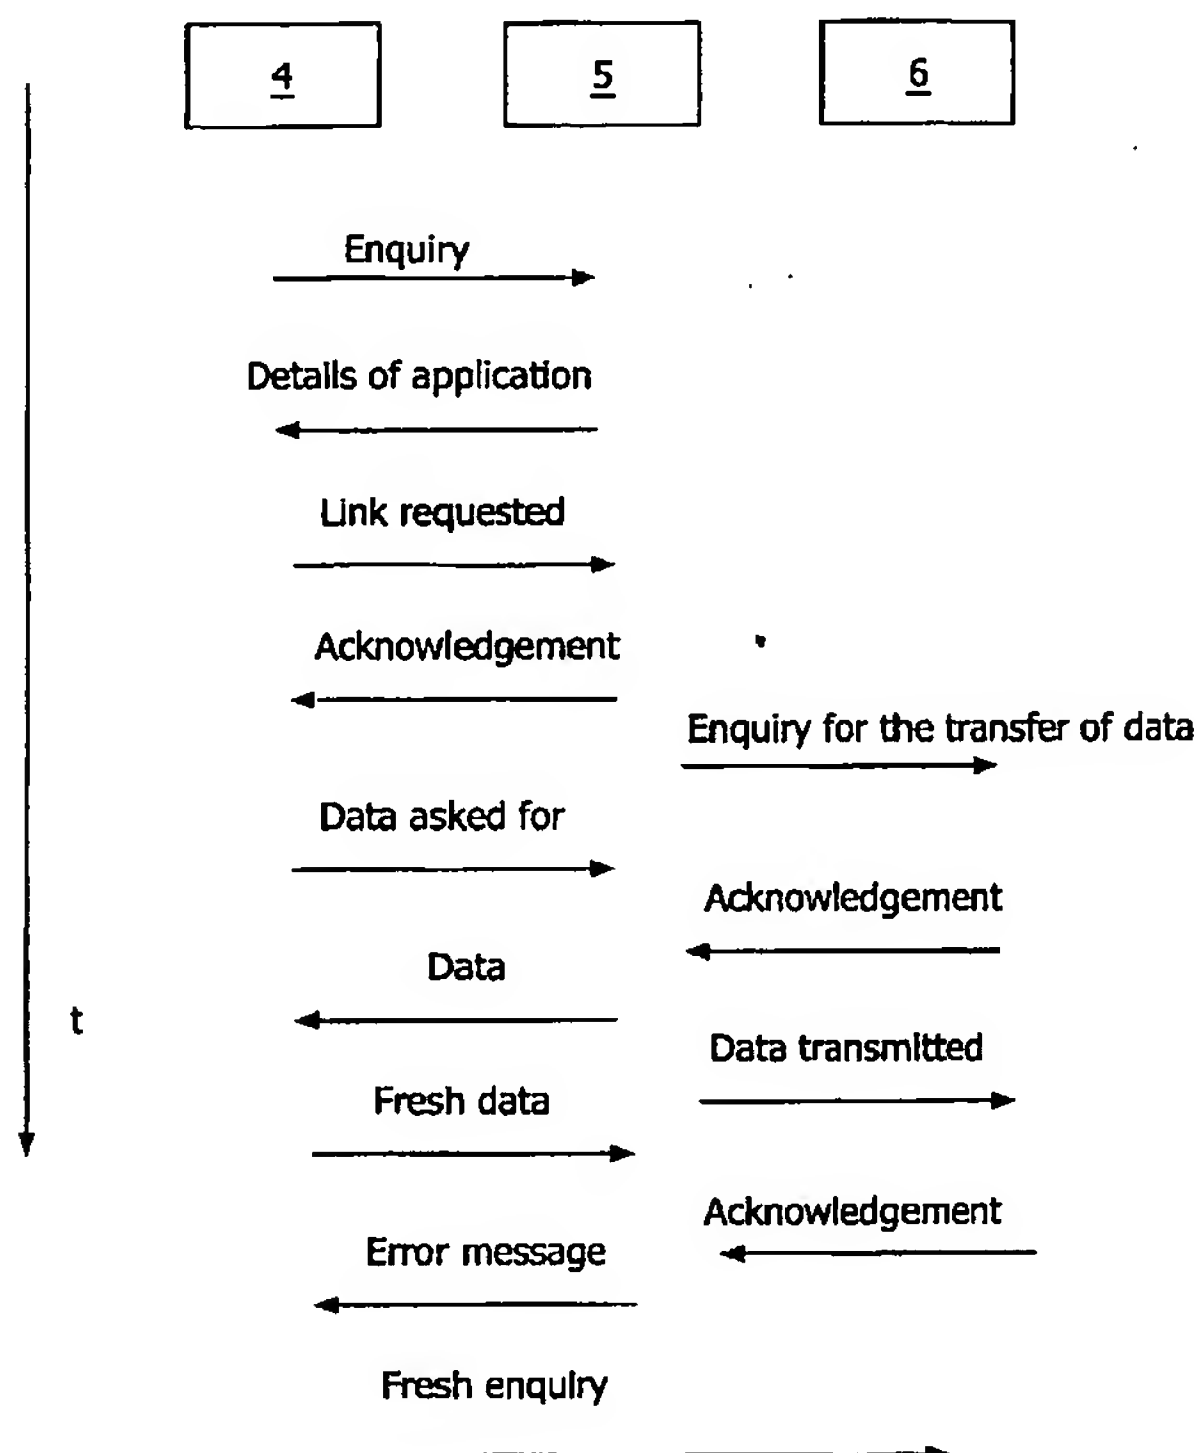 4
5
6
Enquiry
Details of application
Link requested
Acknowledgement
Enquiry for the transfer of data
Data asked for
Acknowledgement
Data
t
Data transmitted
Fresh data
Acknowledgement
Error message
Fresh enquiry